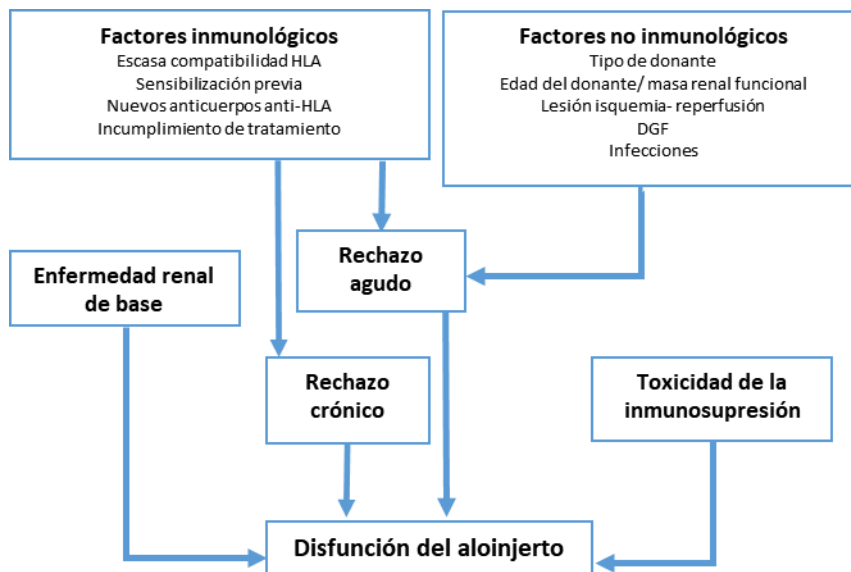 Factores inmunológicos
Escasa compatibilidad HLA
Sensibilización previa
Nuevos anticuerpos anti-HLA
Incumplimiento de tratamiento
Factores no inmunológicos
Tipo de donante
Edad del donante/ masa renal funcional
Lesión isquemia- reperfusión
DGF
Infecciones
Rechazo
agudo
Enfermedad renal
de base
Rechazo
crónico
Toxicidad de la
inmunosupresión
Disfunción del aloinjerto